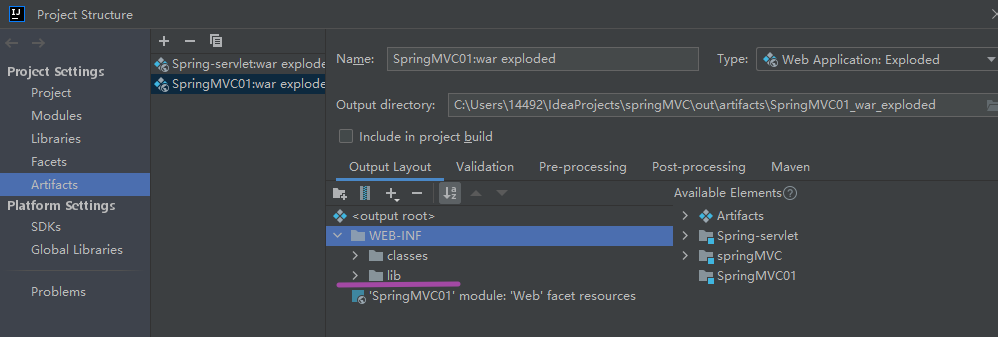 IJ Project Structure
Project Settings
Project
Modules
Libraries
Facets
Artifacts
Platform Settings
SDKs
Global Libraries
Problems
Spring-servlet:war explode
SpringMVC01:war explode
Name: SpringMVC01:war exploded
Type: Web Application: Exploded
Output directory: C:\Users\14492\IdeaProjects\springMVC\out\artifacts\SpringMVC01_war_exploded
Include in project build
Output Layout Validation Pre-processing Post-processing Maven
Available Elements ?
<output root>
WEB-INF
classes
lib
'SpringMVC01' module: 'Web' facet resources
Artifacts
Spring-servlet
springMVC
SpringMVC01